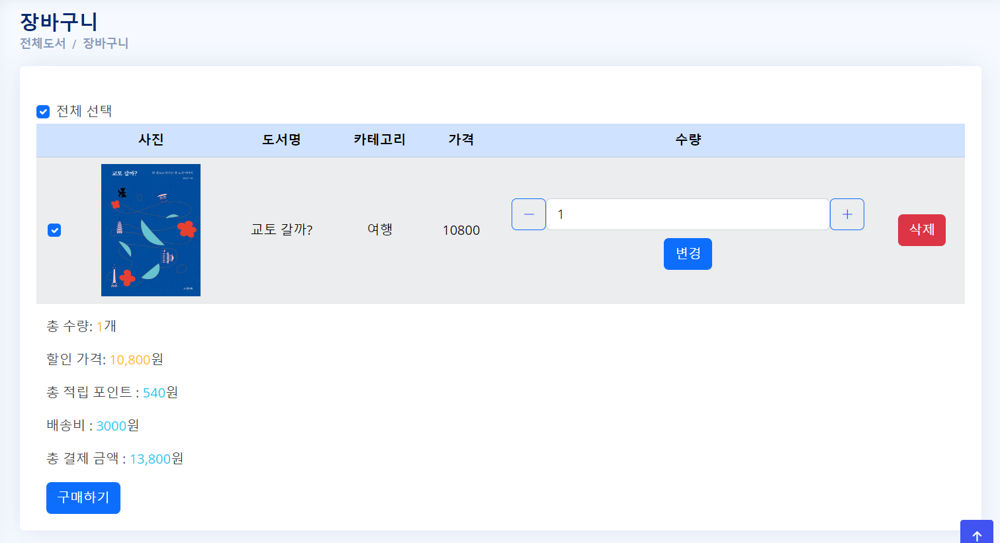 장바구니
전체도서 / 장바구니
전체 선택
사진 도서명 카테고리 가격 수량
교토 갈까?
교토 갈까? 여행 10800 1 삭제
변경
총 수량: 1개
할인 가격: 10,800원
총 적립 포인트 : 540원
배송비 : 3000원
총 결제 금액 : 13,800원
구매하기